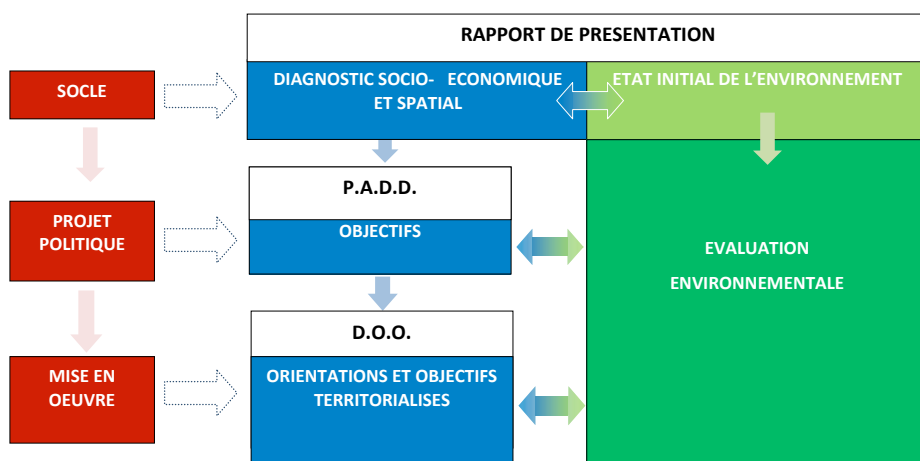 RAPPORT DE PRESENTATION
SOCLE
DIAGNOSTIC SOCIO- ECONOMIQUE
ET SPATIAL
ETAT INITIAL DE L'ENVIRONNEMENT
P.A.D.D.
PROJET
POLITIQUE
OBJECTIFS
EVALUATION
ENVIRONNEMENTALE
D.O.O.
MISE EN
OEUVRE
ORIENTATIONS ET OBJECTIFS
TERRITORIALISES